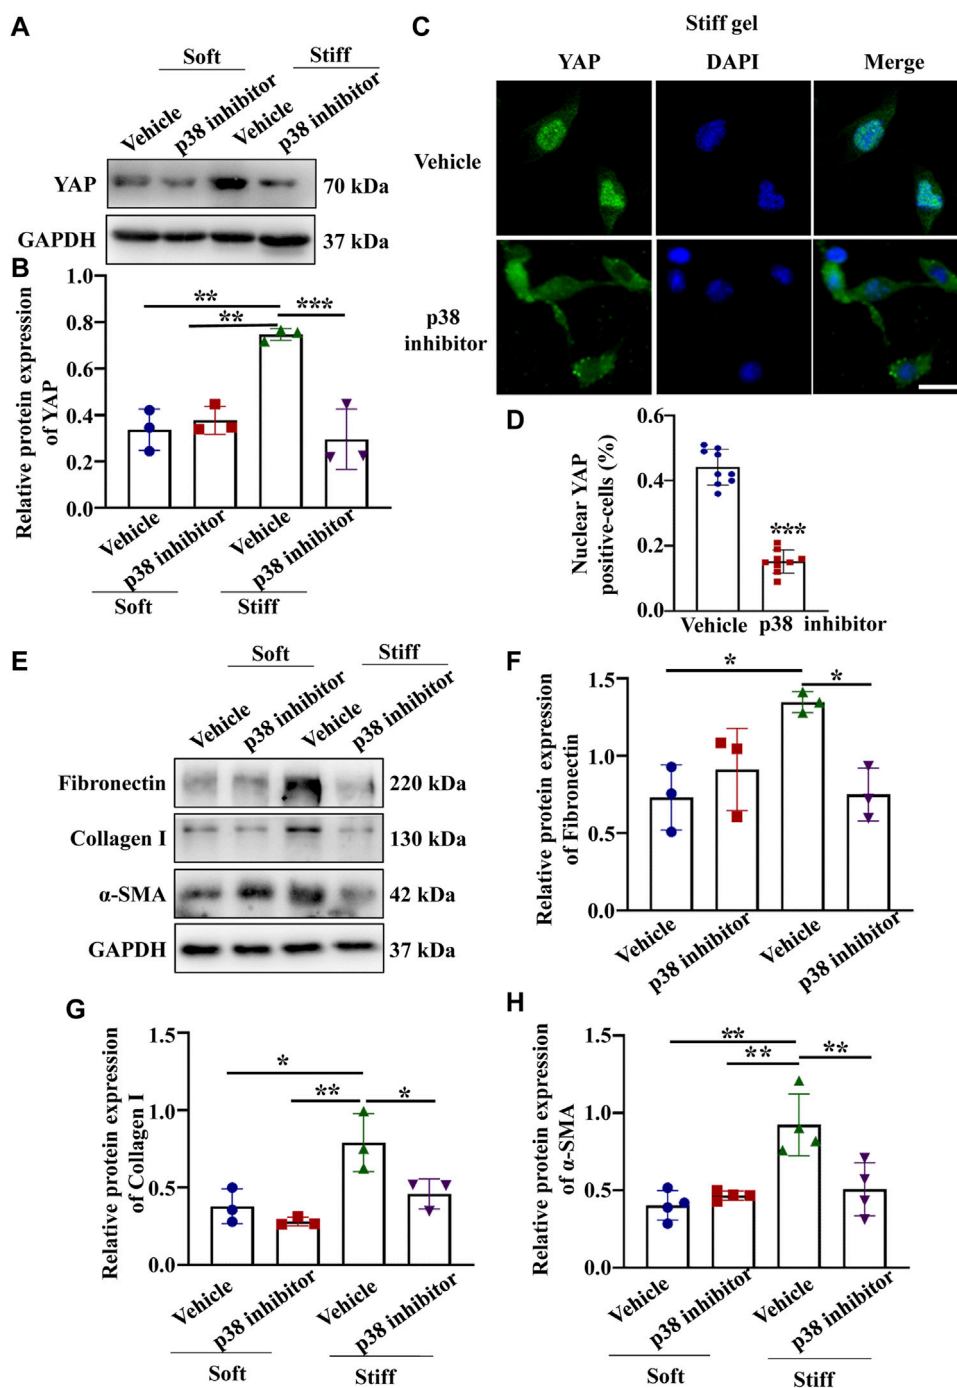 A
Soft
Stiff
Vehicle
p38 inhibitor
Vehicle
p38 inhibitor
YAP
70 kDa
GAPDH
37 kDa
B
Relative protein expression
of YAP
1.0
0.8
0.6
0.4
0.2
0.0
**
**
***
Vehicle
p38 inhibitor
Vehicle
p38 inhibitor
Soft
Stiff
C
Stiff gel
YAP
DAPI
Merge
Vehicle
p38
inhibitor
D
Nuclear YAP
positive-cells (%)
0.6
0.4
0.2
0.0
***
Vehicle
p38 inhibitor
E
Soft
Stiff
Vehicle
p38 inhibitor
Vehicle
p38 inhibitor
Fibronectin
220 kDa
Collagen I
130 kDa
α-SMA
42 kDa
GAPDH
37 kDa
F
Relative protein expression
of Fibronectin
1.5
1.0
0.5
0.0
*
*
Vehicle
p38 inhibitor
Vehicle
p38 inhibitor
G
Relative protein expression
of Collagen I
1.5
1.0
0.5
0.0
*
**
*
Vehicle
p38 inhibitor
Vehicle
p38 inhibitor
Soft
Stiff
H
Relative protein expression
of α-SMA
1.5
1.0
0.5
0.0
**
**
**
Vehicle
p38 inhibitor
Vehicle
p38 inhibitor
Soft
Stiff